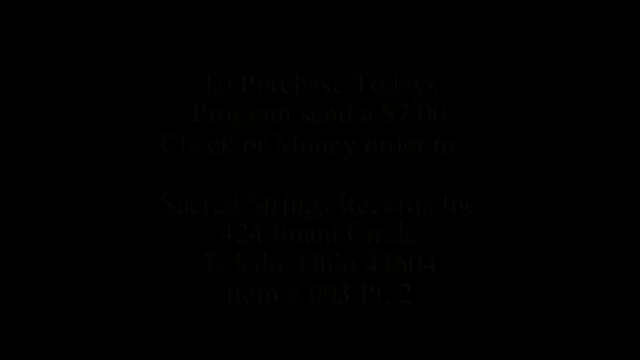 To Purchase Todays
Program send a $7.00
Check or Money order to.
Sacred Strings Records Inc
424 Circle
Toledo, Ohio 43604
Item # 003 Pt. 2